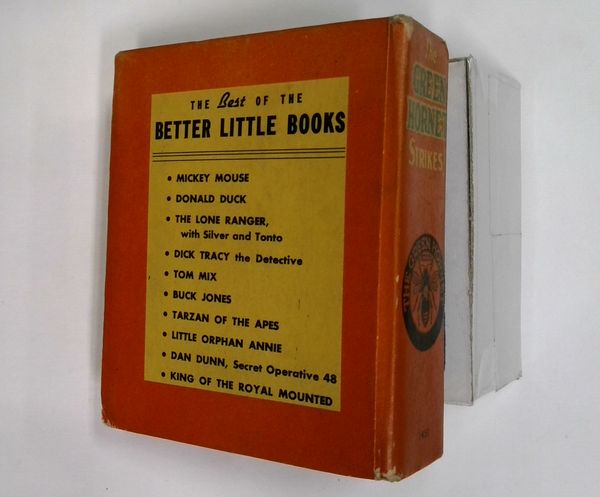 THE Best OF THE
BETTER LITTLE BOOKS
• MICKEY MOUSE
• DONALD DUCK
• THE LONE RANGER,
with Silver and Tonto
• DICK TRACY the Detective
• TOM MIX
• BUCK JONES
• TARZAN OF THE APES
• LITTLE ORPHAN ANNIE
• DAN DUNN, Secret Operative 48
• KING OF THE ROYAL MOUNTED
The
GREEN
HORNET
STRIKES
THE GREEN